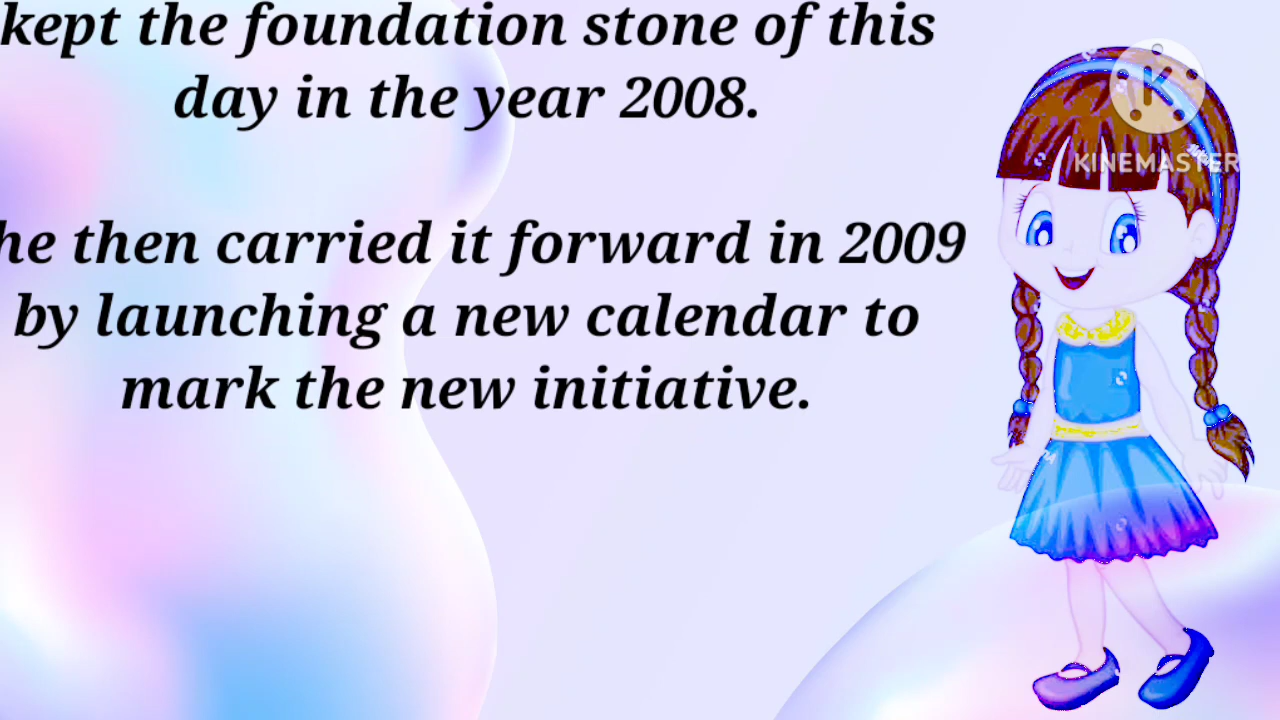 kept the foundation stone of this
day in the year 2008.
he then carried it forward in 2009
by launching a new calendar to
mark the new initiative.
K
KINEMASTER